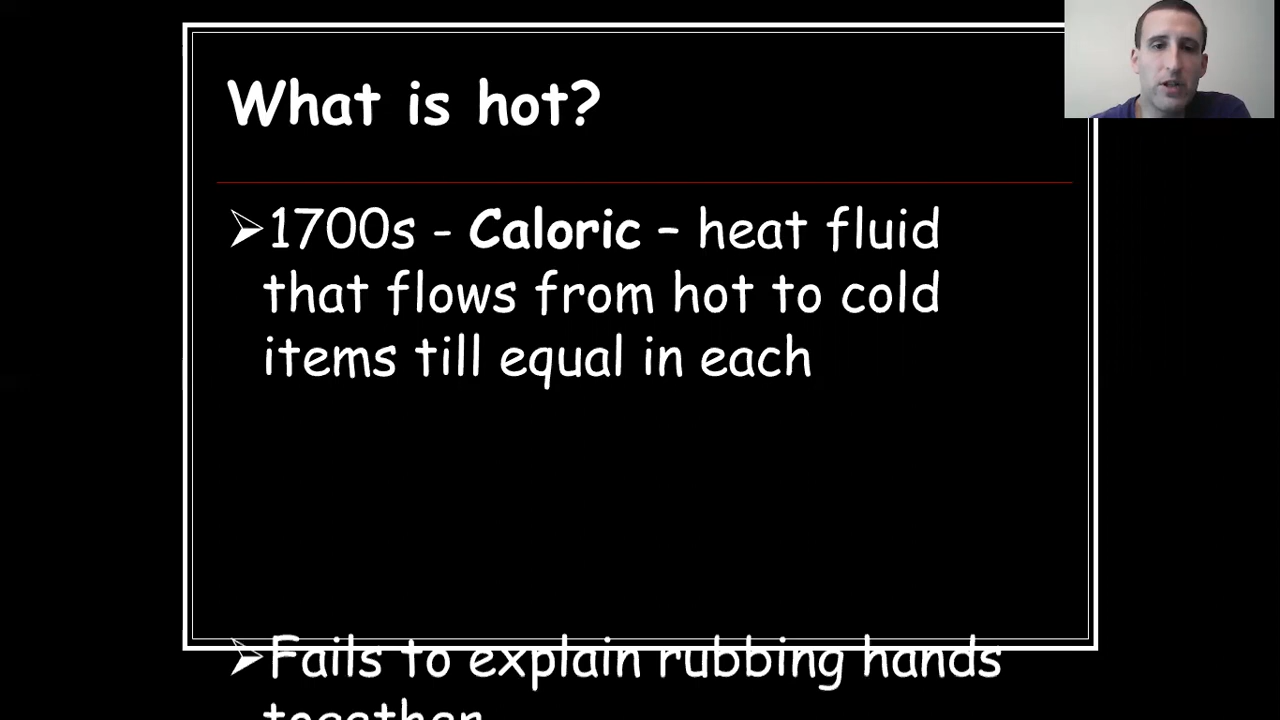 What is hot?
➢1700s - Caloric – heat fluid
that flows from hot to cold
items till equal in each
➢Fails to explain rubbing hands
together